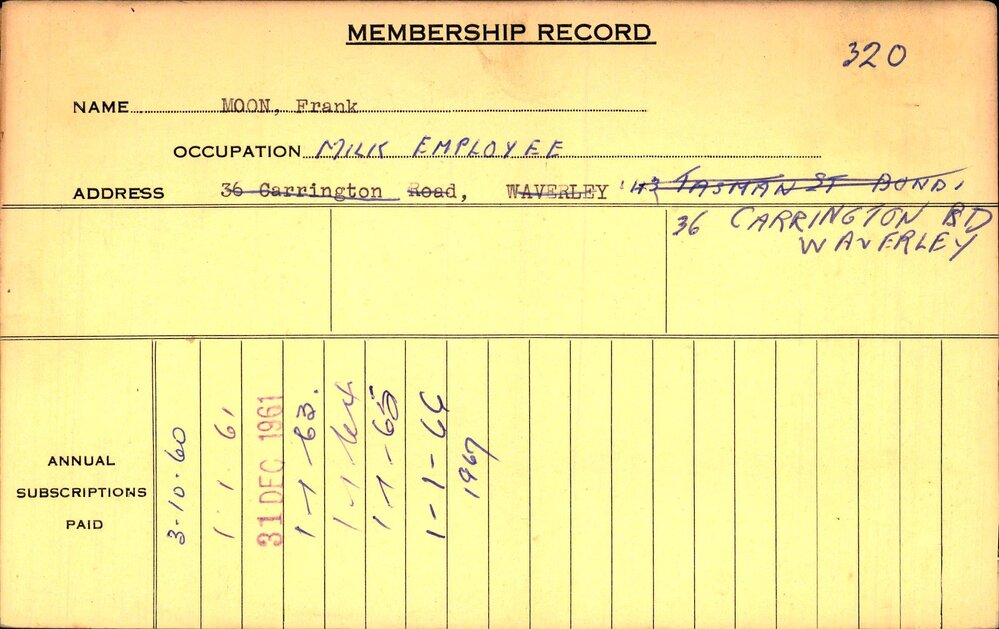 MEMBERSHIP RECORD
320
NAME MOON, Frank
OCCUPATION MILK EMPLOYEE
ADDRESS 36 Carrington Road, WAVERLEY 43 TASMAN ST BONDI
36 CARRINGTON RD
WAVERLEY
ANNUAL
SUBSCRIPTIONS
PAID
3-10-60
1.1.61
31 DEC 1961
1-1-63.
1-1-64
1-1-65
1-1-66
1967